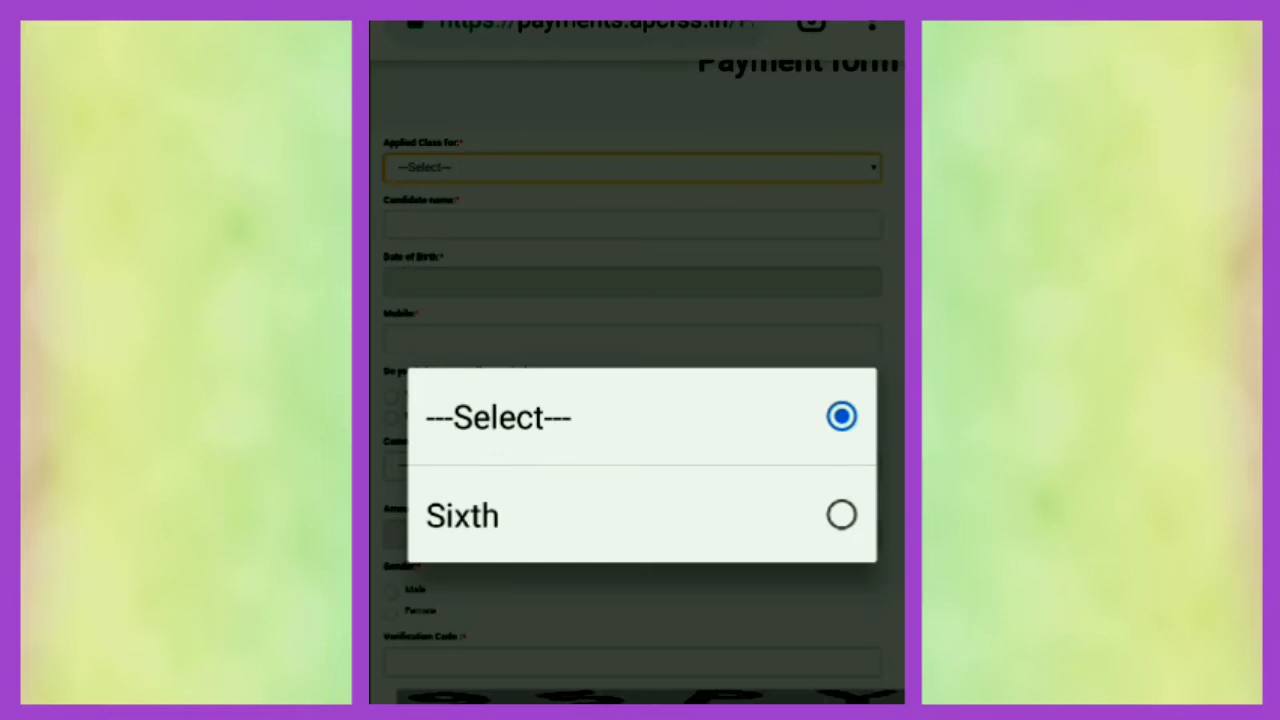 Payment form
Applied Class for:*
---Select---
Candidate name:*
Date of Birth:*
Mobile:*
---Select---
Sixth
Gender:*
Male
Female
Verification Code :*